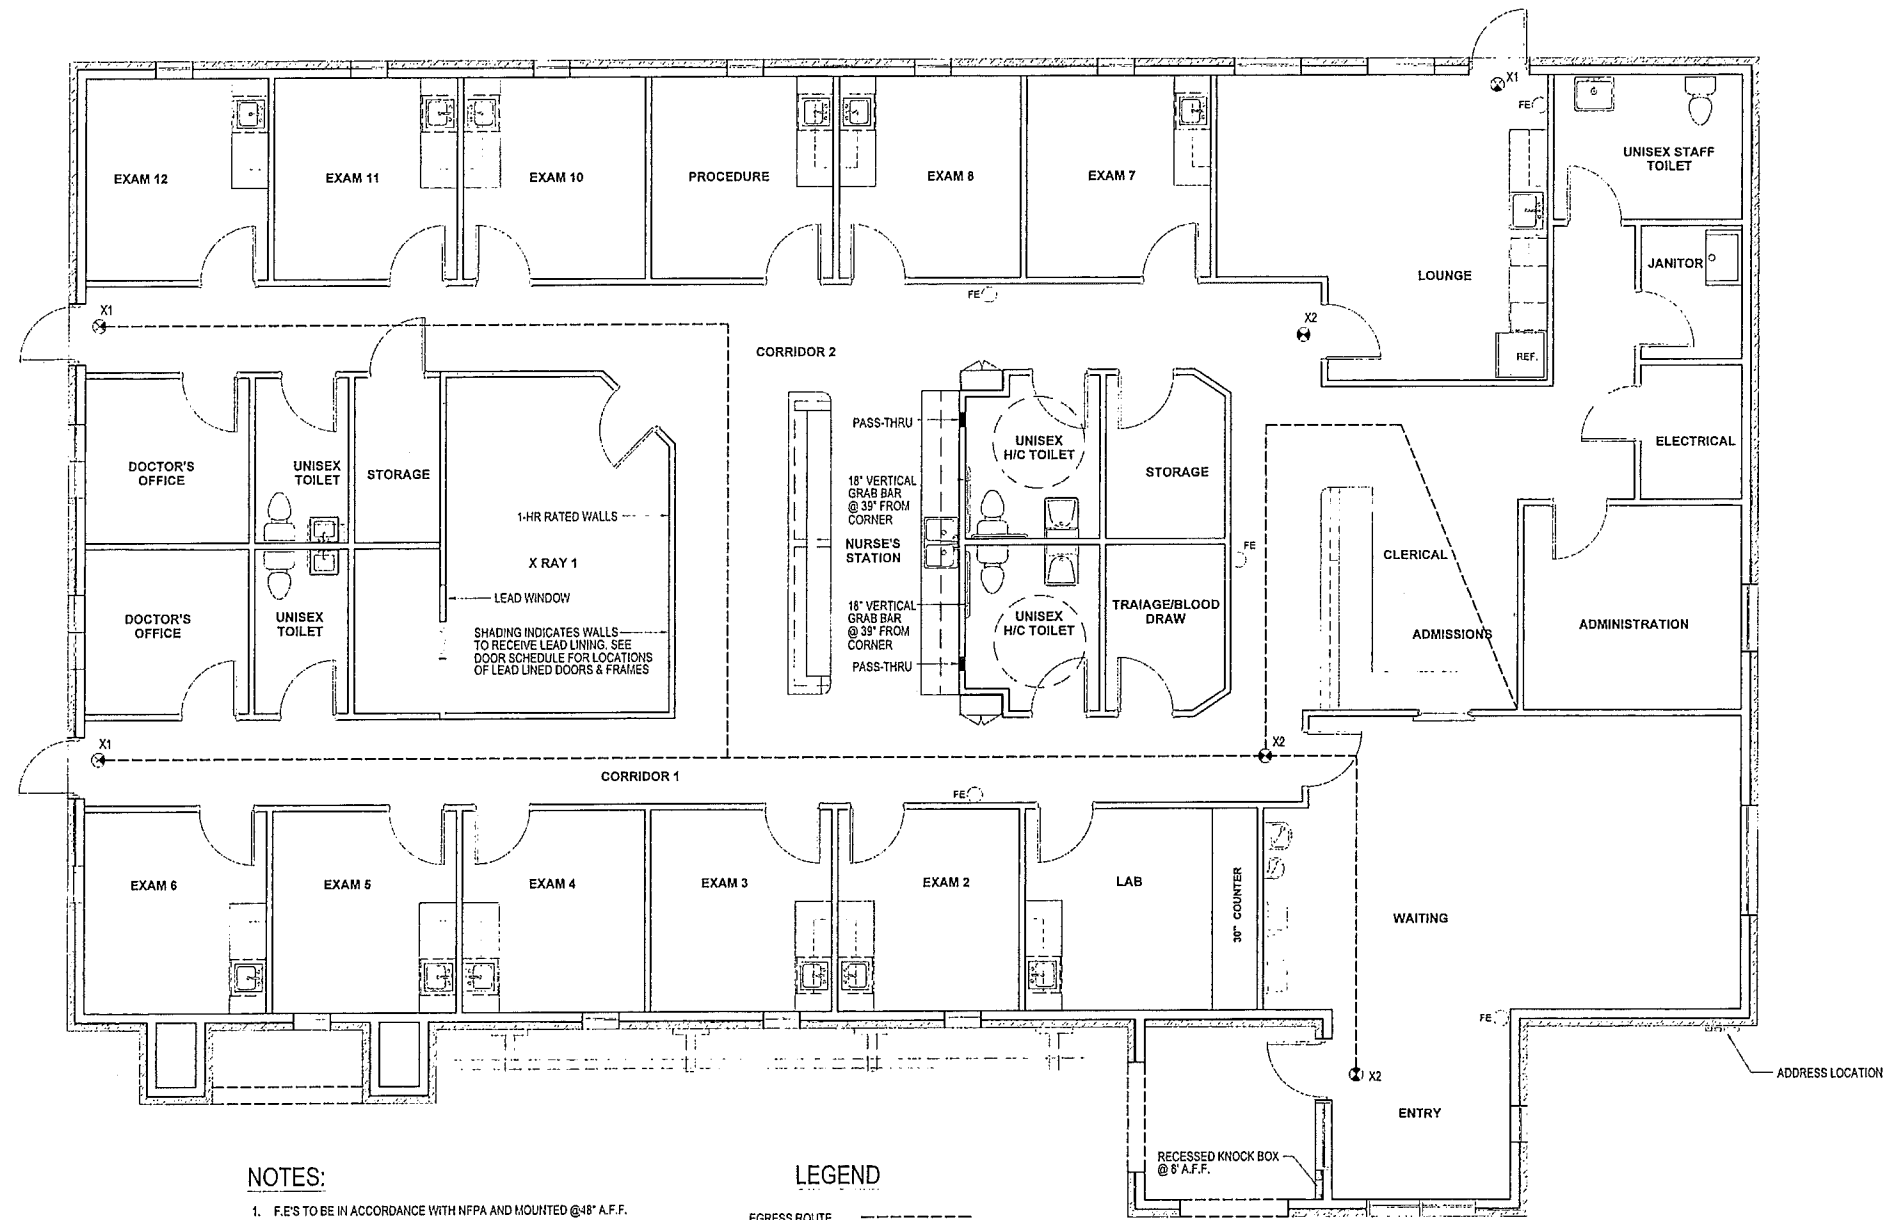 X1
FE
UNISEX STAFF
TOILET
EXAM 12
EXAM 11
EXAM 10
PROCEDURE
EXAM 8
EXAM 7
LOUNGE
JANITOR
FE
X1
X2
CORRIDOR 2
REF.
PASS-THRU
UNISEX
H/C TOILET
ELECTRICAL
DOCTOR'S
OFFICE
UNISEX
TOILET
STORAGE
STORAGE
18" VERTICAL
GRAB BAR
@ 39" FROM
CORNER
1-HR RATED WALLS
NURSE'S
STATION
FE
CLERICAL
X RAY 1
LEAD WINDOW
DOCTOR'S
OFFICE
UNISEX
TOILET
18" VERTICAL
GRAB BAR
@ 39" FROM
CORNER
UNISEX
H/C TOILET
TRAIAGE/BLOOD
DRAW
ADMISSIONS
ADMINISTRATION
SHADING INDICATES WALLS
TO RECEIVE LEAD LINING. SEE
DOOR SCHEDULE FOR LOCATIONS
OF LEAD LINED DOORS & FRAMES
PASS-THRU
X1
X2
CORRIDOR 1
FE
EXAM 6
EXAM 5
EXAM 4
EXAM 3
EXAM 2
LAB
30" COUNTER
WAITING
FE
X2
ADDRESS LOCATION
ENTRY
RECESSED KNOCK BOX
@ 6' A.F.F.
NOTES:
1. F.E'S TO BE IN ACCORDANCE WITH NFPA AND MOUNTED @48" A.F.F.
LEGEND
EGRESS ROUTE